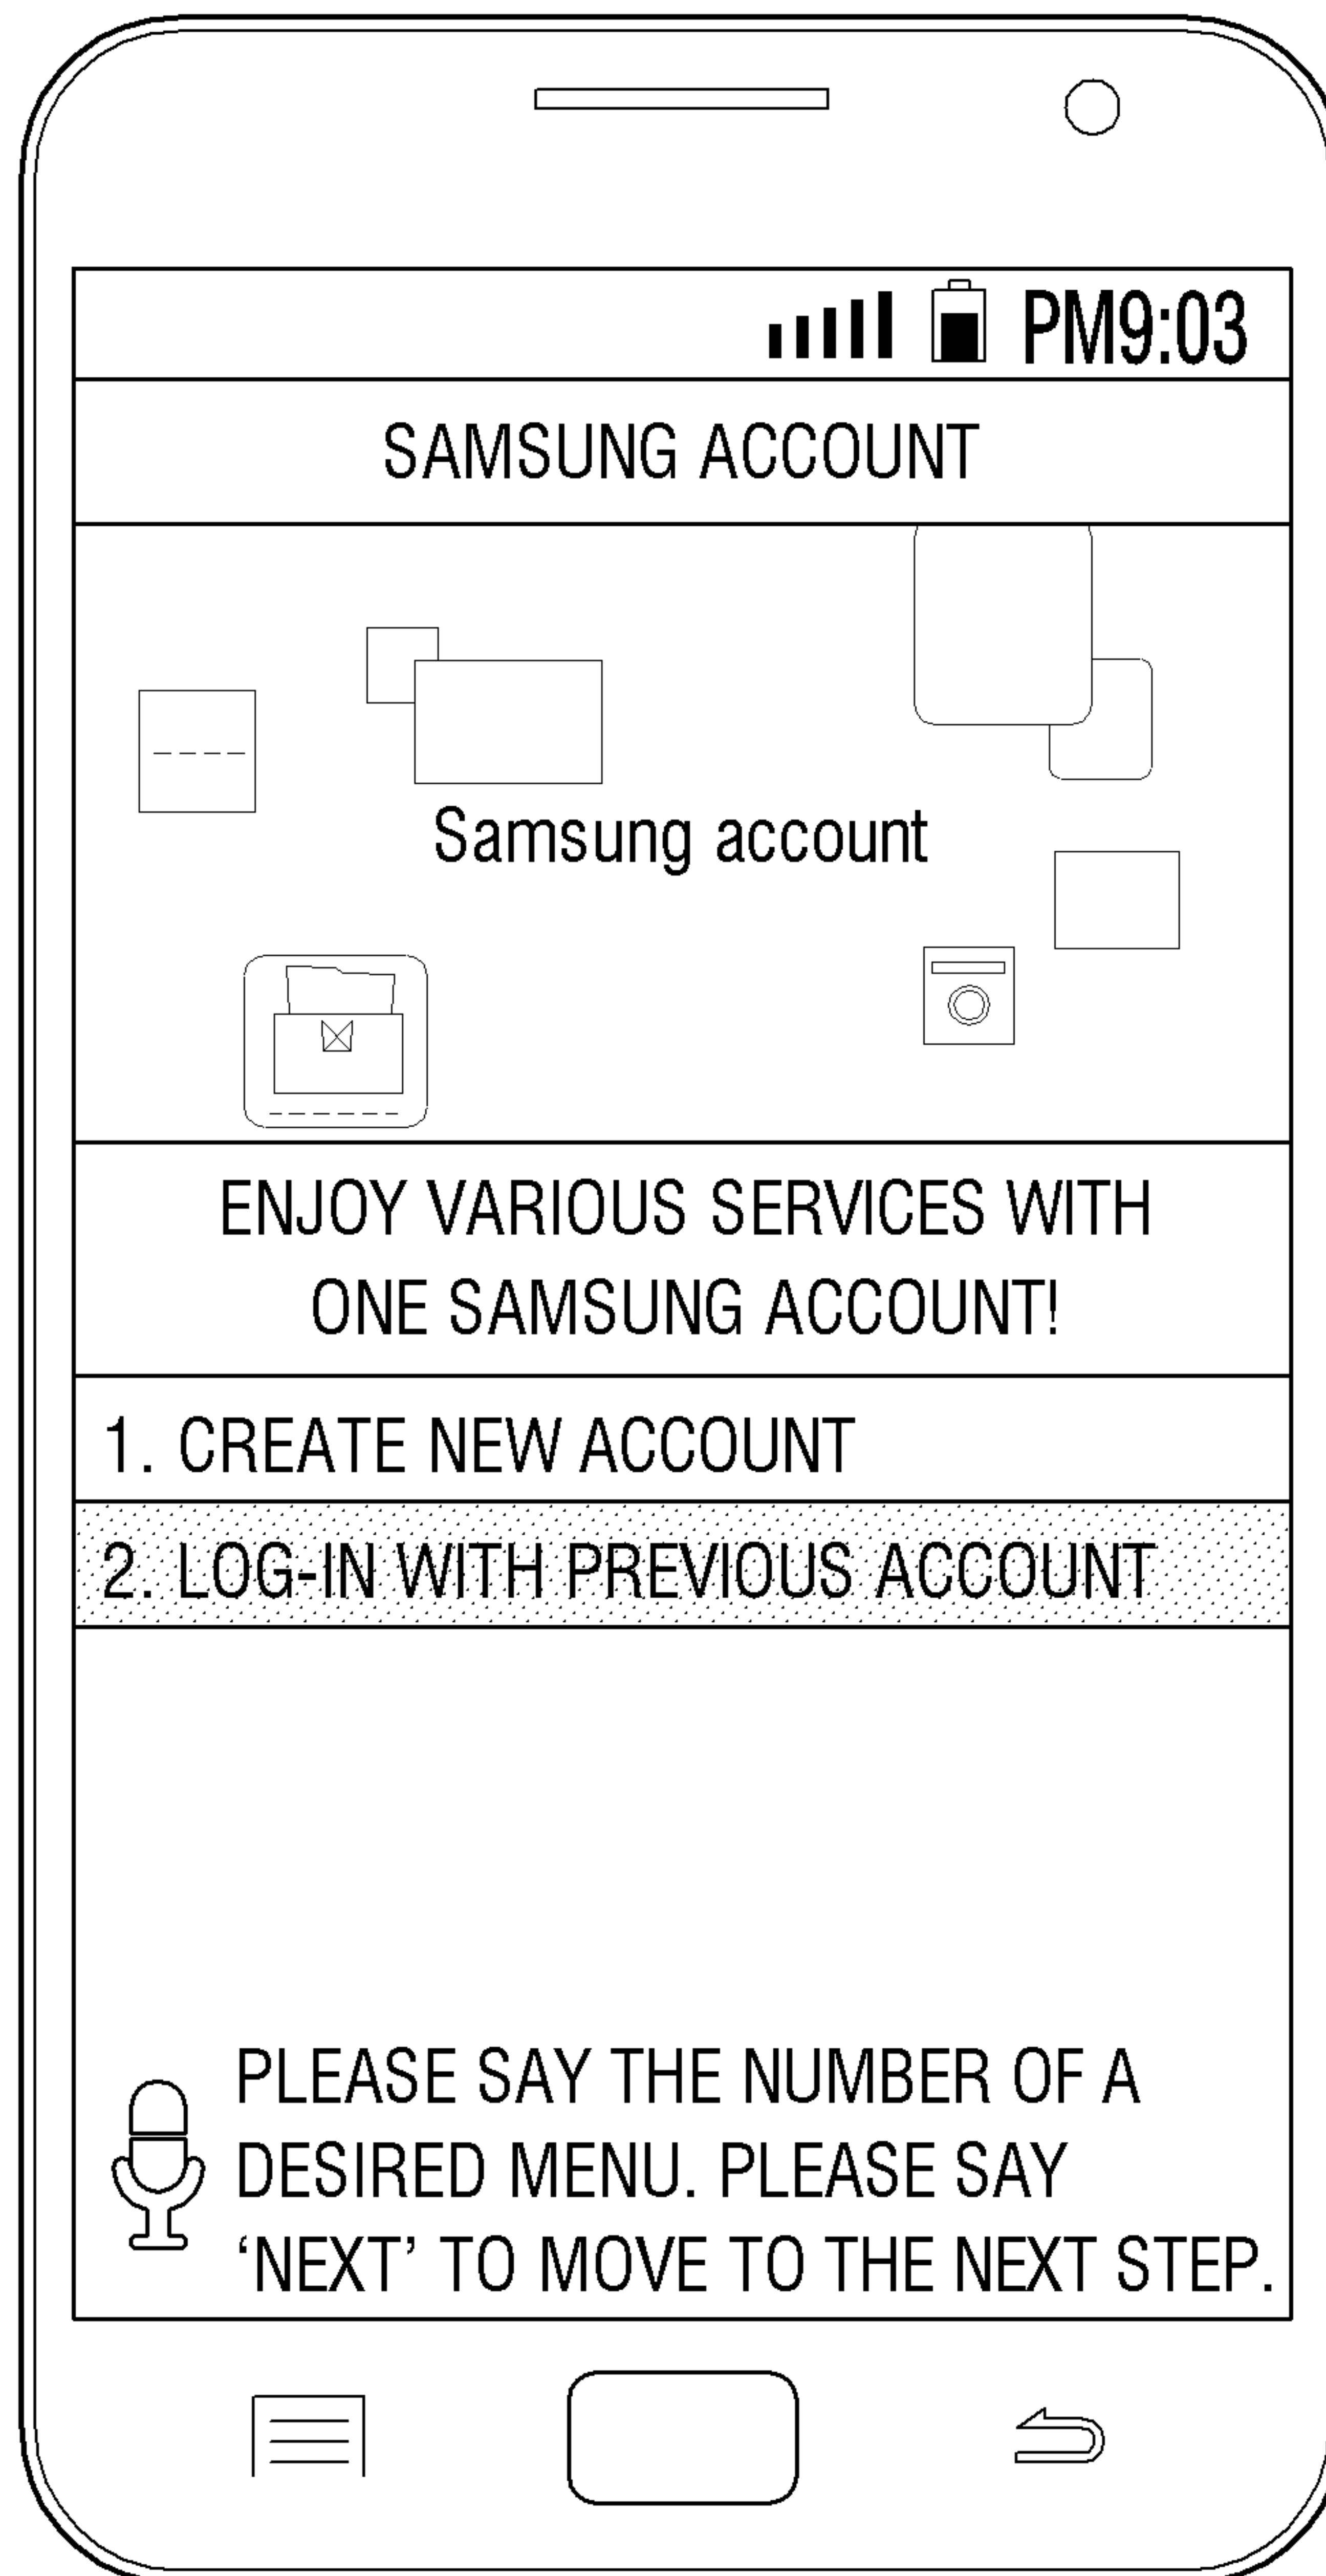 PM9:03
SAMSUNG ACCOUNT
Samsung account
ENJOY VARIOUS SERVICES WITH
ONE SAMSUNG ACCOUNT!
1. CREATE NEW ACCOUNT
2. LOG-IN WITH PREVIOUS ACCOUNT
PLEASE SAY THE NUMBER OF A
DESIRED MENU. PLEASE SAY
‘NEXT’ TO MOVE TO THE NEXT STEP.